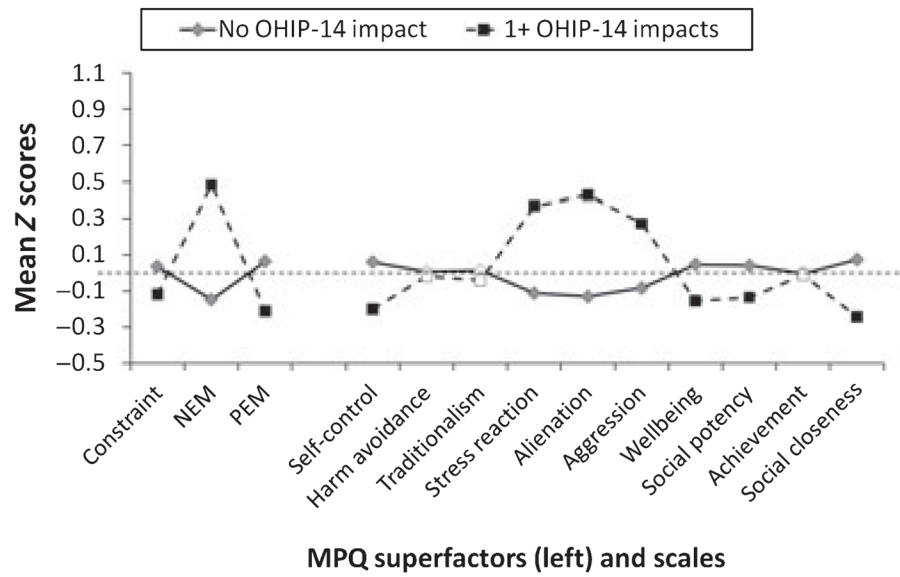 No OHIP-14 impact 1+ OHIP-14 impacts
1.1
0.9
0.7
0.5
0.3
0.1
−0.1
−0.3
−0.5
Mean Z scores
Constraint
NEM
PEM
Self-control
Harm avoidance
Traditionalism
Stress reaction
Alienation
Aggression
Wellbeing
Social potency
Achievement
Social closeness
MPQ superfactors (left) and scales